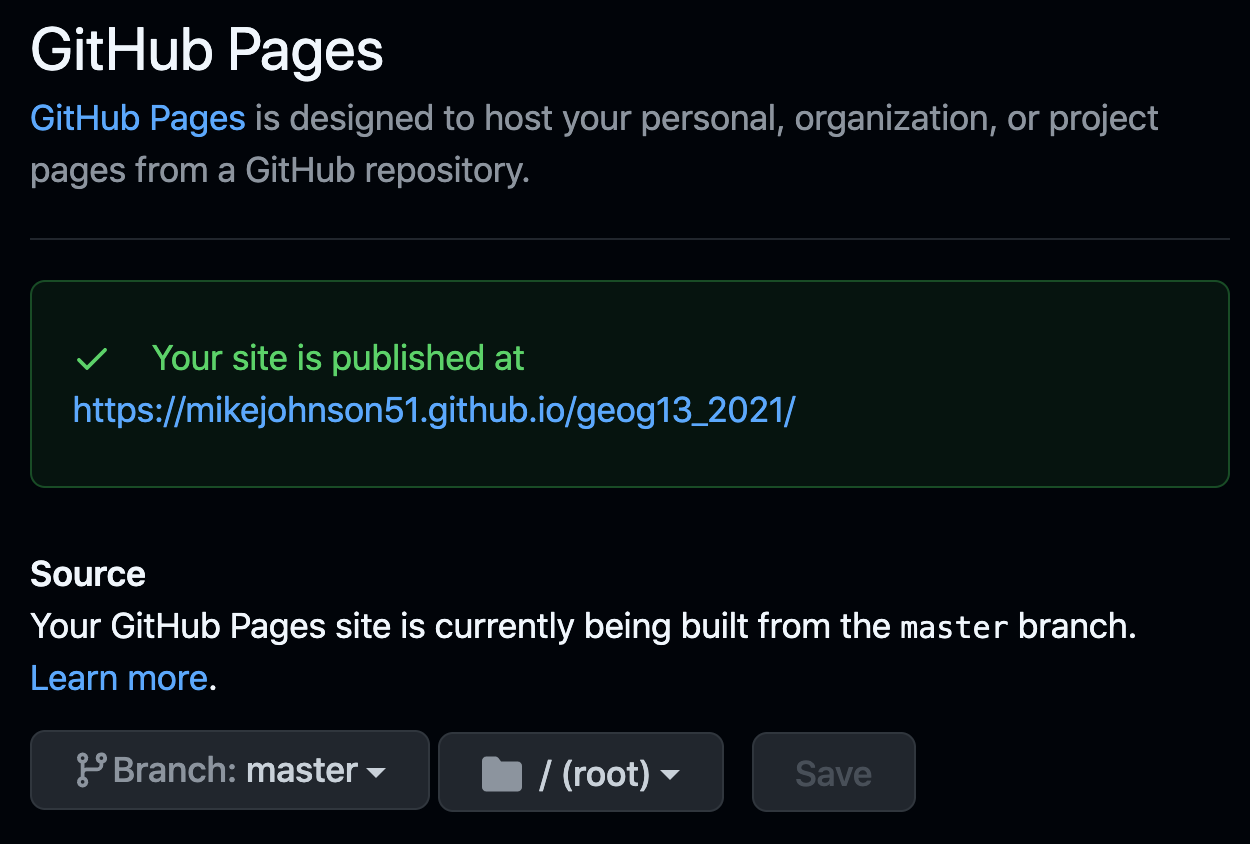 GitHub Pages
GitHub Pages is designed to host your personal, organization, or project
pages from a GitHub repository.
Your site is published at
https://mikejohnson51.github.io/geog13_2021/
Source
Your GitHub Pages site is currently being built from the master branch.
Learn more.
Branch: master / (root) Save